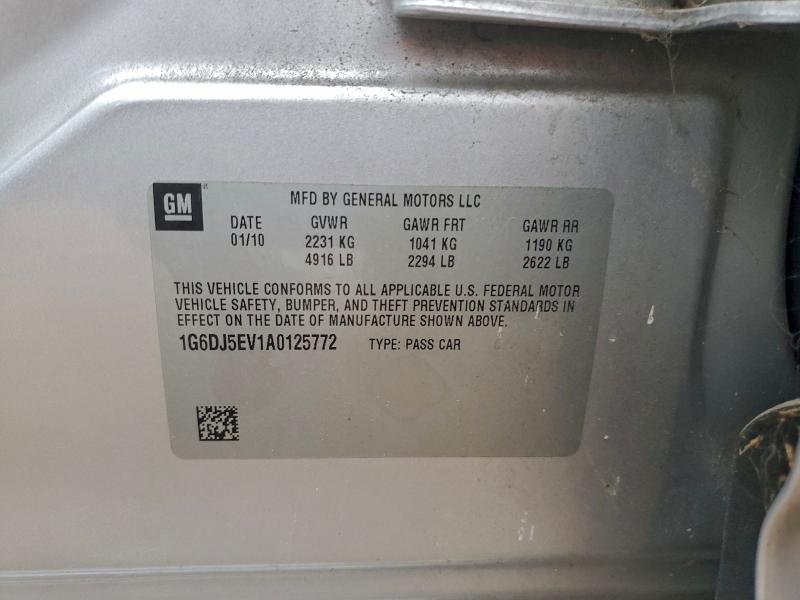 GM
MFD BY GENERAL MOTORS LLC
DATE GVWR GAWR FRT GAWR RR
01/10 2231 KG 1041 KG 1190 KG
4916 LB 2294 LB 2622 LB
THIS VEHICLE CONFORMS TO ALL APPLICABLE U.S. FEDERAL MOTOR
VEHICLE SAFETY, BUMPER, AND THEFT PREVENTION STANDARDS IN
EFFECT ON THE DATE OF MANUFACTURE SHOWN ABOVE.
1G6DJ5EV1A0125772 TYPE: PASS CAR